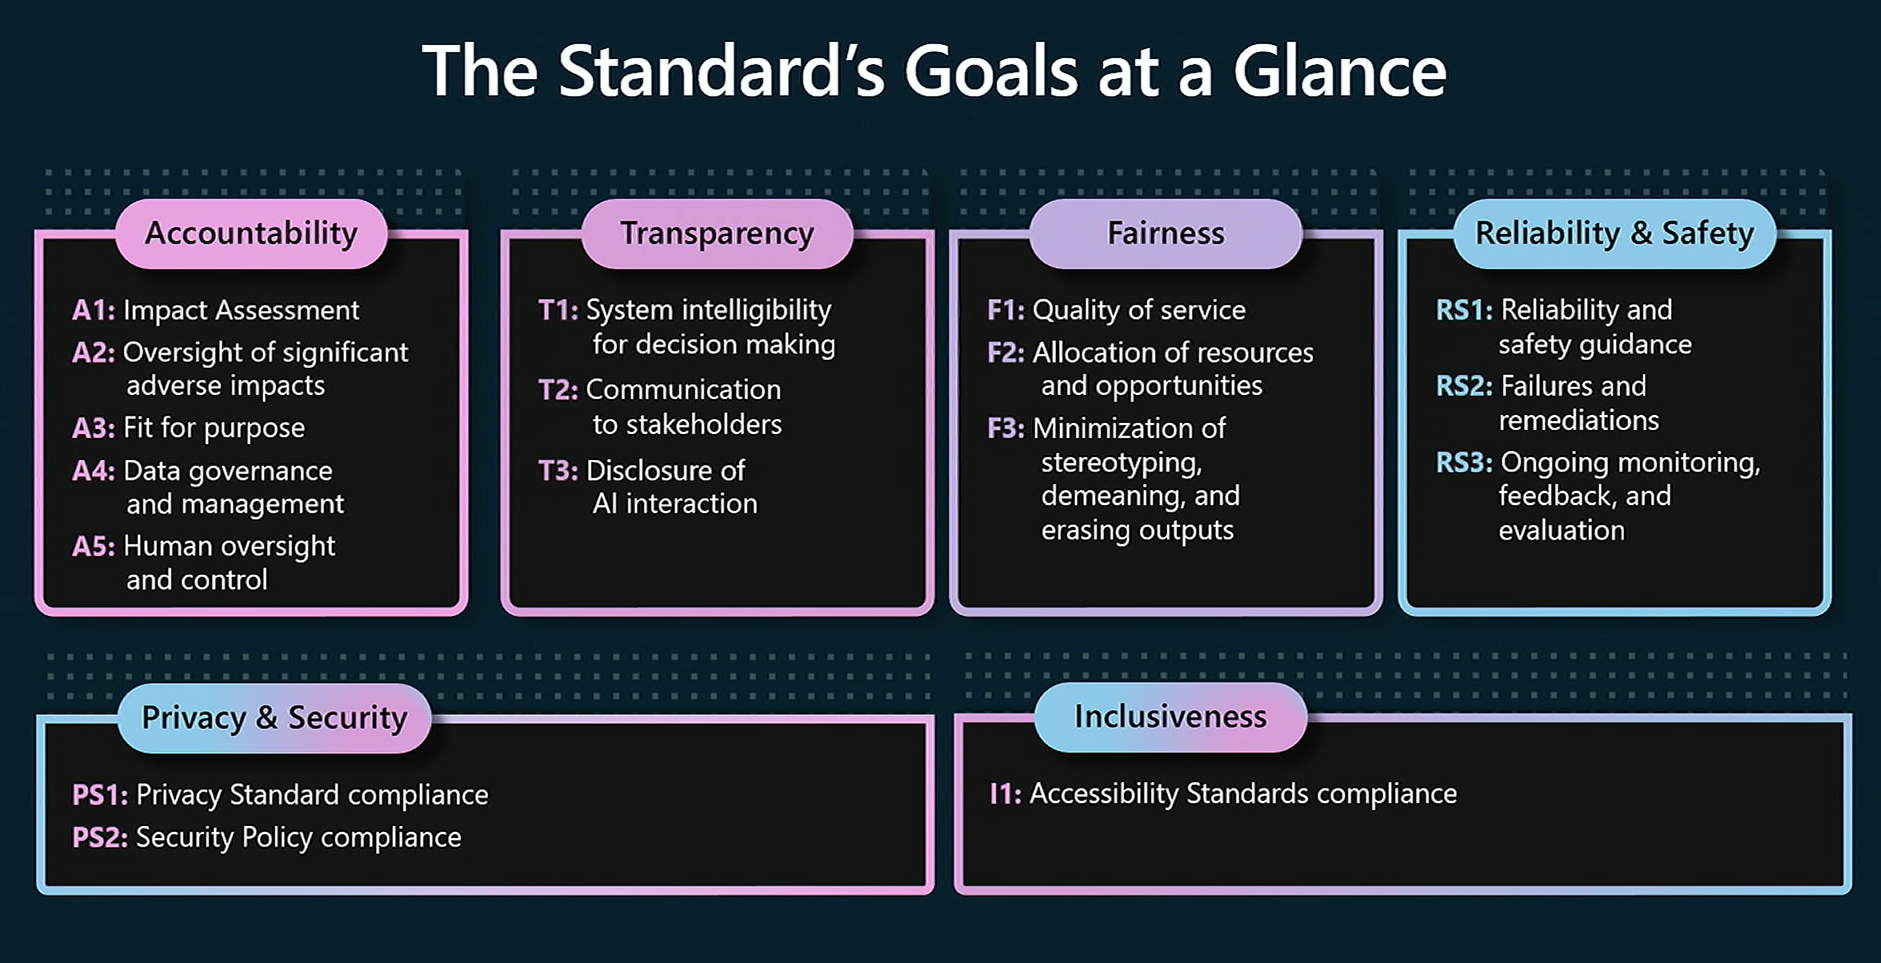 The Standard’s Goals at a Glance
Accountability
A1: Impact Assessment
A2: Oversight of significant
adverse impacts
A3: Fit for purpose
A4: Data governance
and management
A5: Human oversight
and control
Transparency
T1: System intelligibility
for decision making
T2: Communication
to stakeholders
T3: Disclosure of
AI interaction
Fairness
F1: Quality of service
F2: Allocation of resources
and opportunities
F3: Minimization of
stereotyping,
demeaning, and
erasing outputs
Reliability & Safety
RS1: Reliability and
safety guidance
RS2: Failures and
remediations
RS3: Ongoing monitoring,
feedback, and
evaluation
Privacy & Security
PS1: Privacy Standard compliance
PS2: Security Policy compliance
Inclusiveness
I1: Accessibility Standards compliance